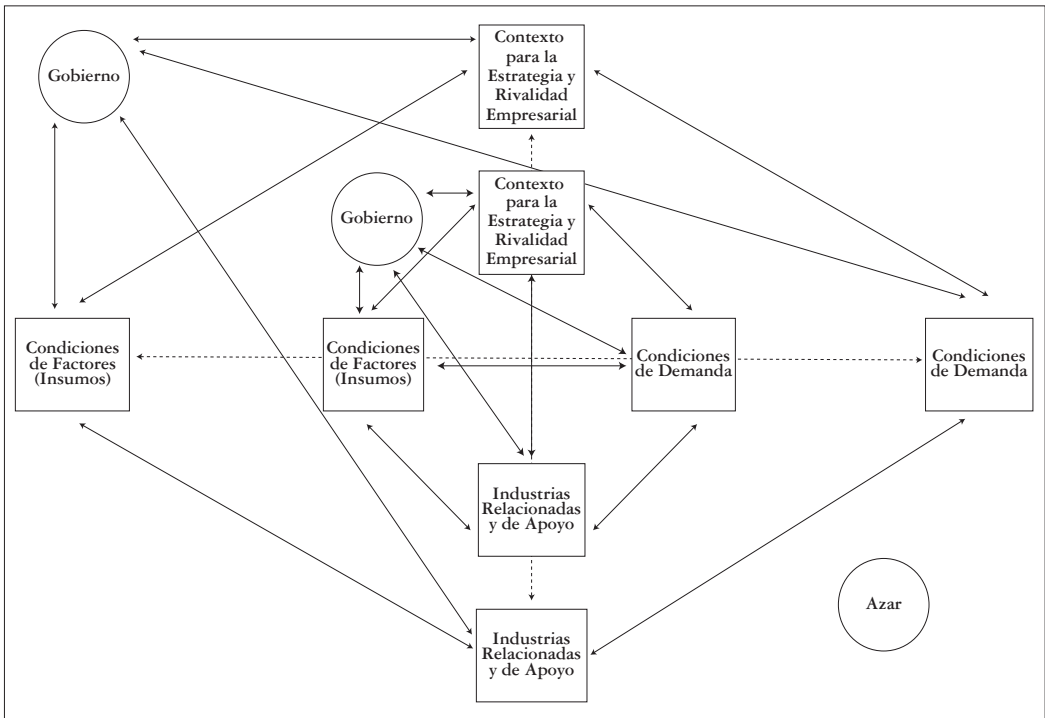 Contexto
para la
Estrategia y
Rivalidad
Empresarial
Gobierno
Contexto
para la
Estrategia y
Rivalidad
Empresarial
Gobierno
Condiciones
de Factores
(Insumos)
Condiciones
de Factores
(Insumos)
Condiciones
de Demanda
Condiciones
de Demanda
Industrias
Relacionadas
y de Apoyo
Azar
Industrias
Relacionadas
y de Apoyo